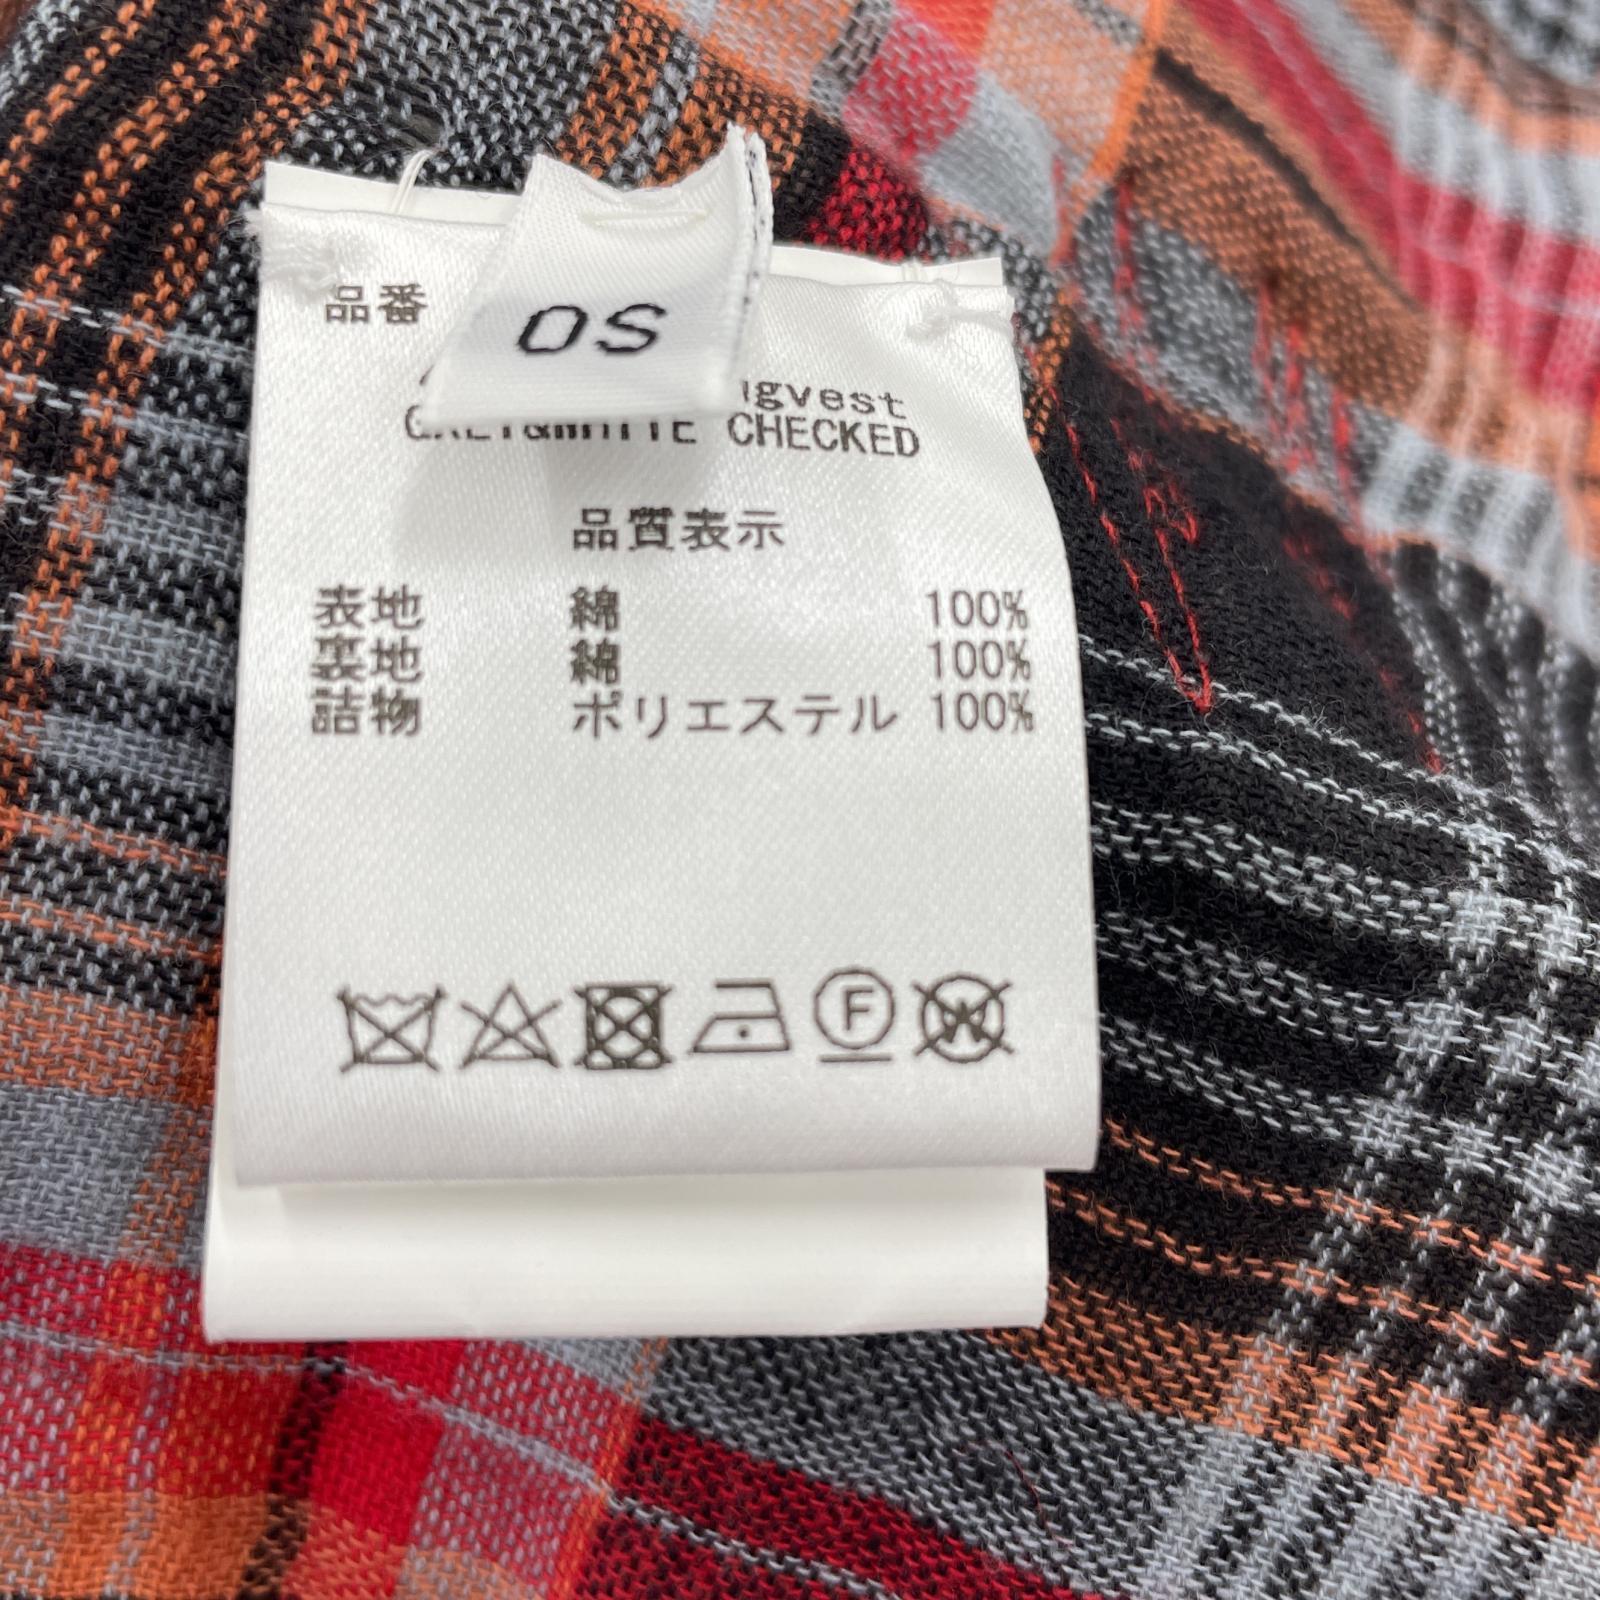 品番
OS
CHECKED
品質表示
表地 綿 100%
裏地 綿 100%
詰物 ポリエステル 100%
F
W